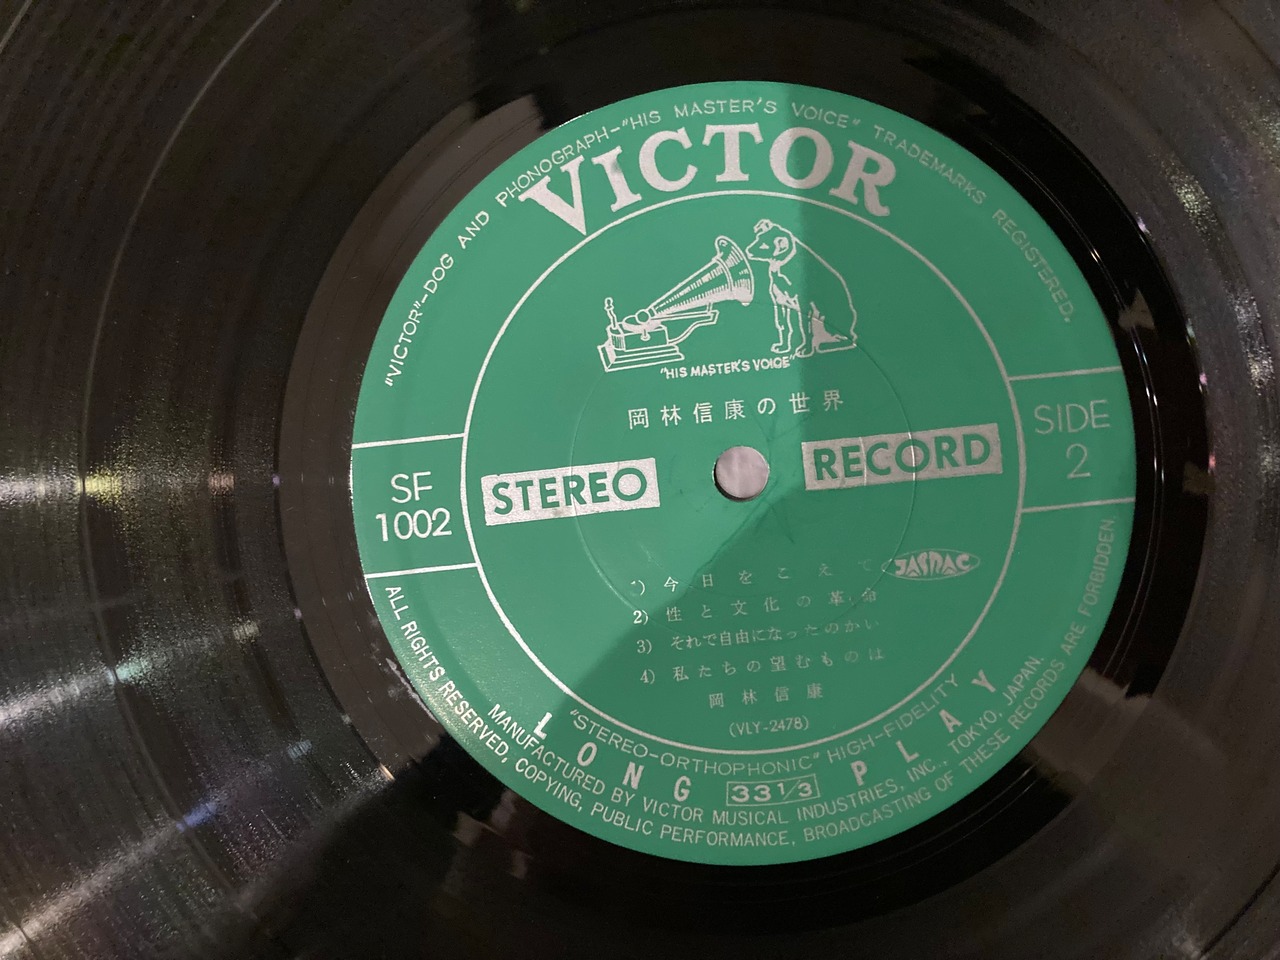 "VICTOR"-DOG AND PHONOGRAPH-"HIS MASTER'S VOICE" TRADEMARKS REGISTERED.
VICTOR
"HIS MASTER'S VOICE"
岡林信康の世界
STEREO RECORD
SF
1002
SIDE
2
JASRAC
1) 今日をこえて
2) 性と文化の革命
3) それで自由になったのかい
4) 私たちの望むものは
岡林信康
(VLY-2478)
"STEREO-ORTHOPHONIC" HIGH-FIDELITY
LONG 33 1/3 PLAY
MANUFACTURED BY VICTOR MUSICAL INDUSTRIES, INC., TOKYO, JAPAN.
ALL RIGHTS RESERVED, COPYING, PUBLIC PERFORMANCE, BROADCASTING OF THESE RECORDS ARE FORBIDDEN